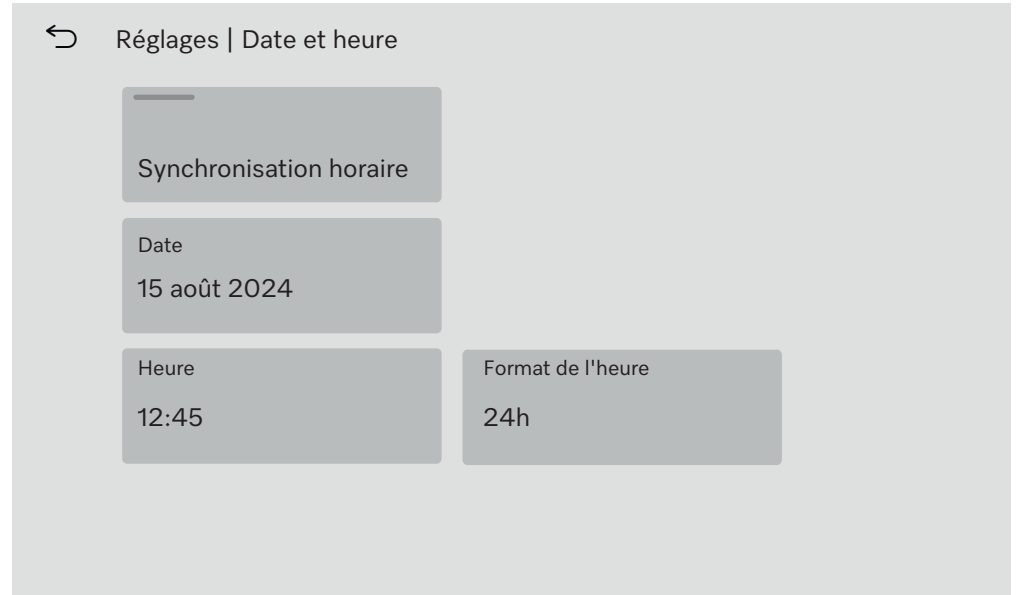 Réglages | Date et heure
Synchronisation horaire
Date
15 août 2024
Heure
12:45
Format de l'heure
24h